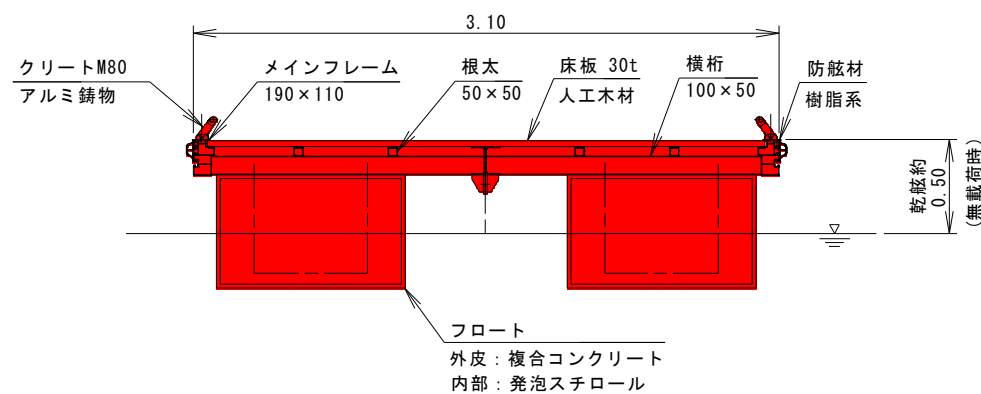 3.10
クリートM80
アルミ鋳物
メインフレーム
190×110
根太
50×50
床板 30t
人工木材
横桁
100×50
防舷材
樹脂系
乾舷約
0.50
(無載荷時)
フロート
外皮：複合コンクリート
内部：発泡スチロール